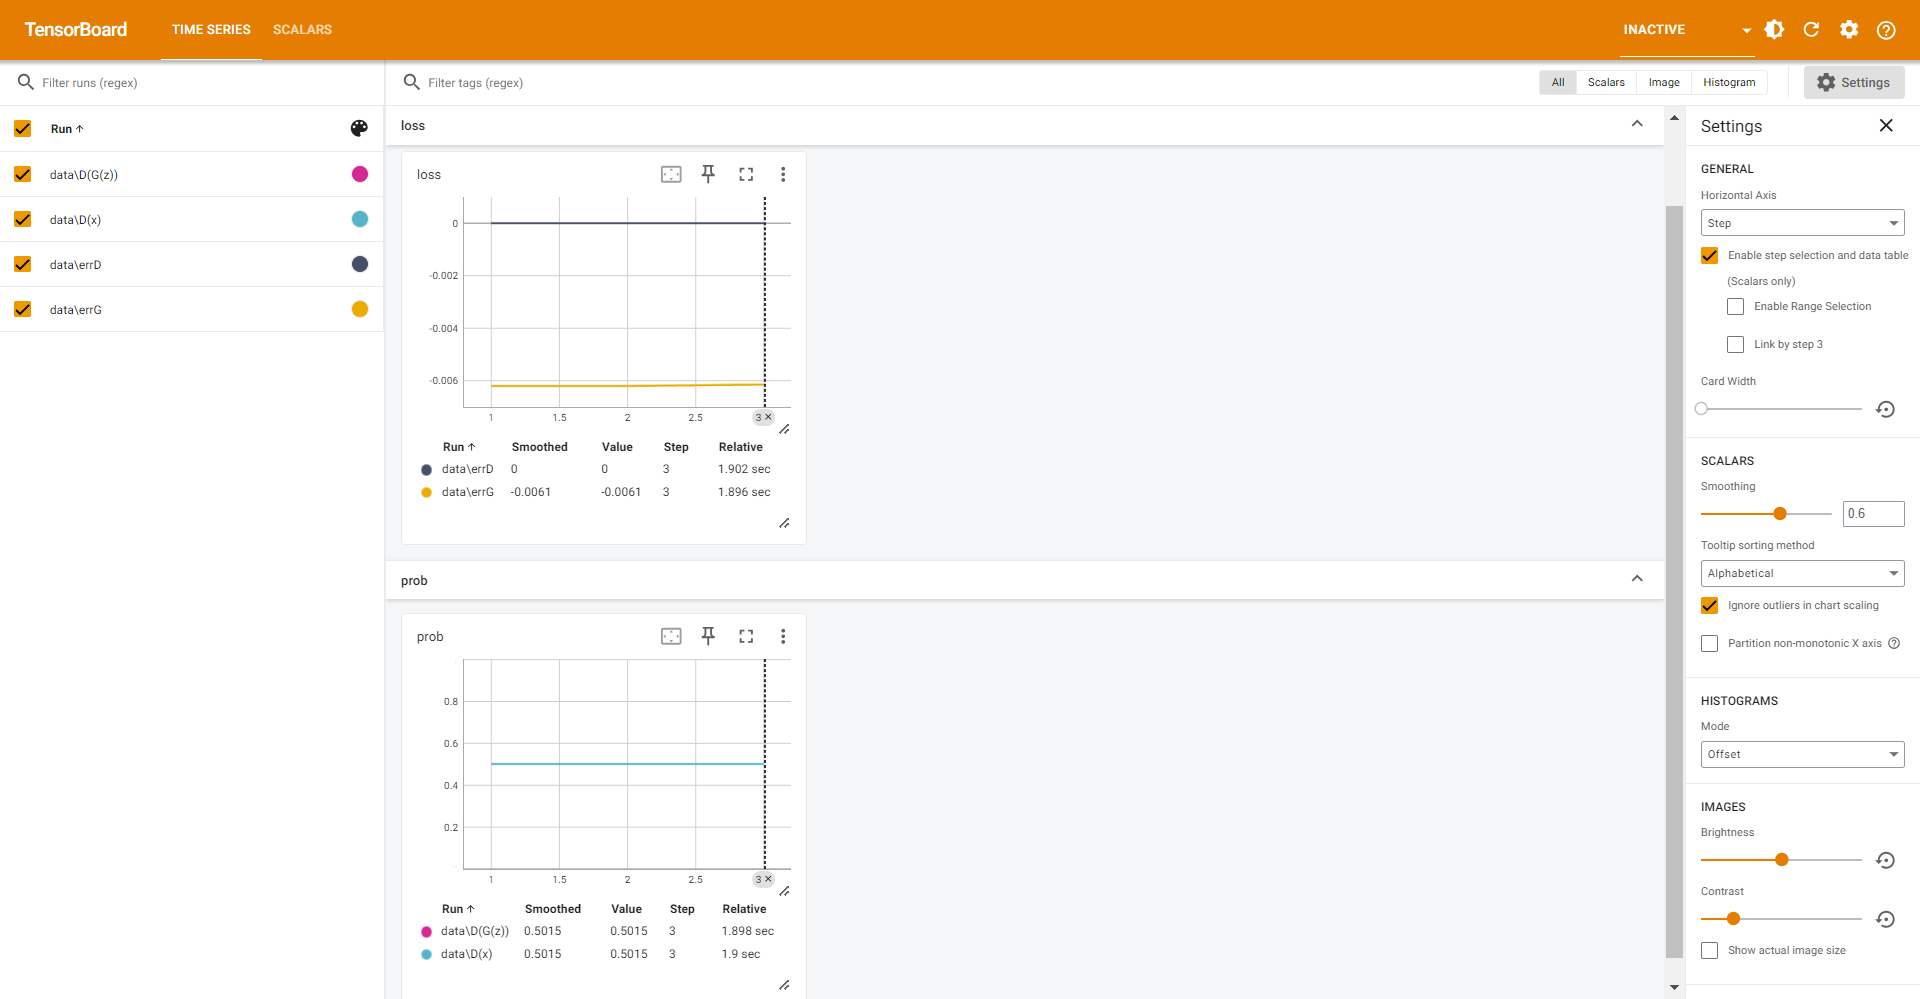 TensorBoard
TIME SERIES
SCALARS
INACTIVE
Filter runs (regex)
Run ↑
data\D(G(z))
data\D(x)
data\errD
data\errG
Filter tags (regex)
All
Scalars
Image
Histogram
Settings
loss
loss
0
-0.002
-0.004
-0.006
1 1.5 2 2.5 3 ×
Run ↑ Smoothed Value Step Relative
data\errD 0 0 3 1.902 sec
data\errG -0.0061 -0.0061 3 1.896 sec
prob
prob
0.8
0.6
0.4
0.2
1 1.5 2 2.5 3 ×
Run ↑ Smoothed Value Step Relative
data\D(G(z)) 0.5015 0.5015 3 1.898 sec
data\D(x) 0.5015 0.5015 3 1.9 sec
Settings
GENERAL
Horizontal Axis
Step
Enable step selection and data table
(Scalars only)
Enable Range Selection
Link by step 3
Card Width
SCALARS
Smoothing
0.6
Tooltip sorting method
Alphabetical
Ignore outliers in chart scaling
Partition non-monotonic X axis
HISTOGRAMS
Mode
Offset
IMAGES
Brightness
Contrast
Show actual image size